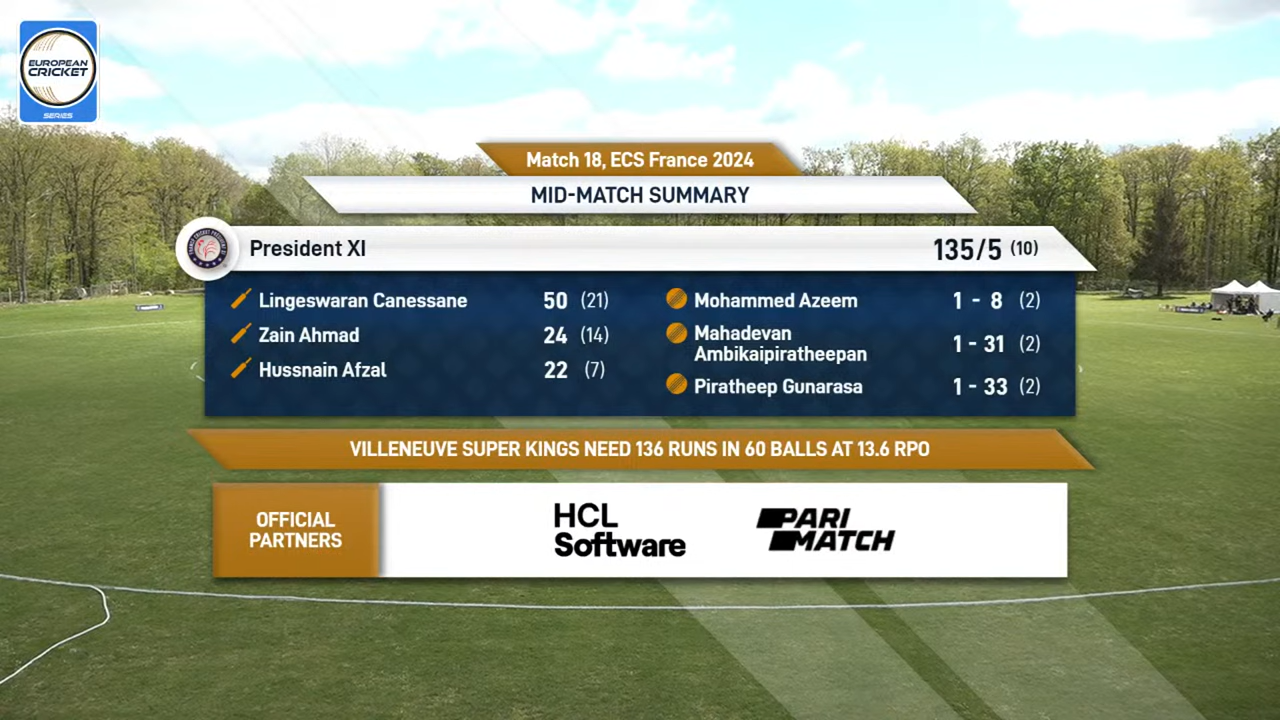 EUROPEAN
CRICKET
SERIES
Match 18, ECS France 2024
MID-MATCH SUMMARY
President XI 135/5 (10)
Lingeswaran Canessane 50 (21)
Zain Ahmad 24 (14)
Hussnain Afzal 22 (7)
Mohammed Azeem 1 - 8 (2)
Mahadevan
Ambikaipiratheepan 1 - 31 (2)
Piratheep Gunarasa 1 - 33 (2)
VILLENEUVE SUPER KINGS NEED 136 RUNS IN 60 BALLS AT 13.6 RPO
OFFICIAL
PARTNERS
HCL
Software
PARI
MATCH